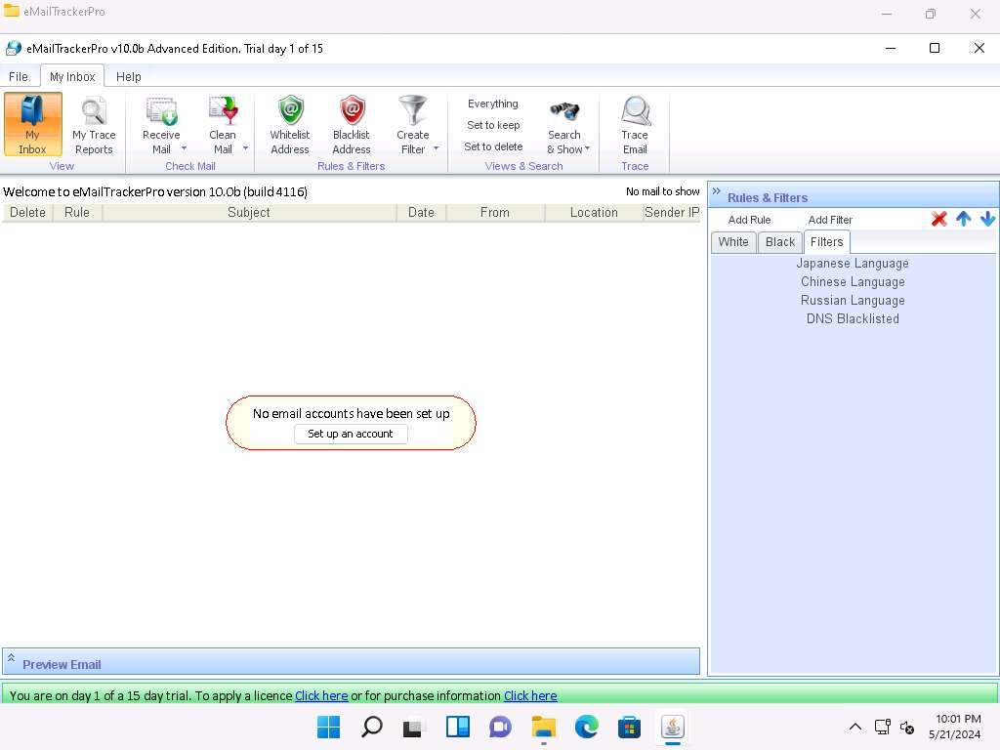 eMailTrackerPro
eMailTrackerPro v10.0b Advanced Edition. Trial day 1 of 15
File My Inbox Help
My Inbox
My Trace Reports
View
Receive Mail
Clean Mail
Check Mail
Whitelist Address
Blacklist Address
Create Filter
Rules & Filters
Everything
Set to keep
Set to delete
Search & Show
Views & Search
Trace Email
Trace
Welcome to eMailTrackerPro version 10.0b (build 4116)
No mail to show
Delete Rule Subject Date From Location Sender IP
No email accounts have been set up
Set up an account
Preview Email
Rules & Filters
Add Rule Add Filter
White Black Filters
Japanese Language
Chinese Language
Russian Language
DNS Blacklisted
You are on day 1 of a 15 day trial. To apply a licence Click here or for purchase information Click here
10:01 PM
5/21/2024